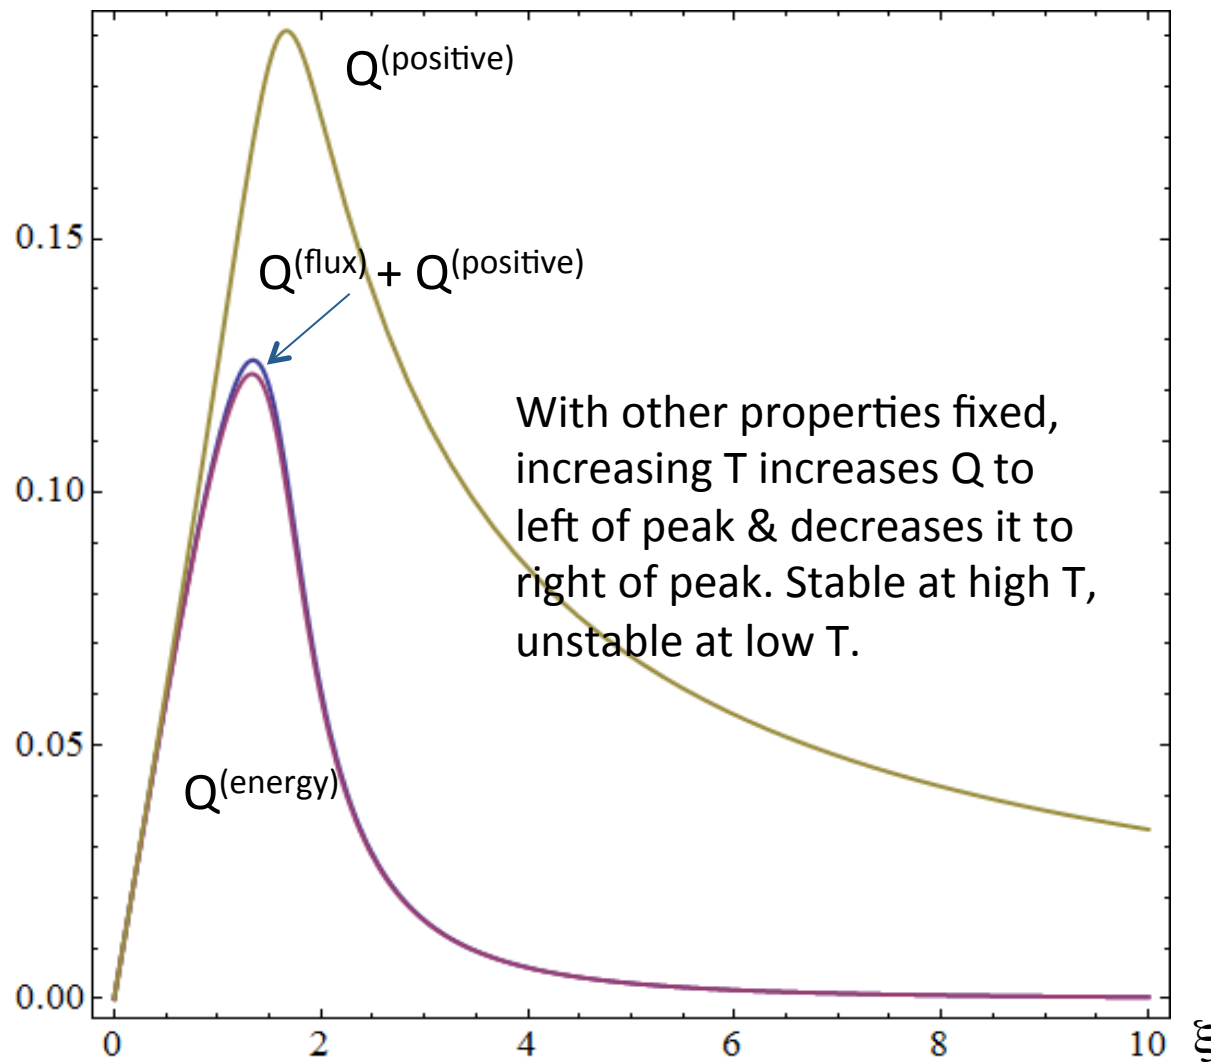 Q(positive)
0.15
Q(flux) + Q(positive)
With other properties fixed,
increasing T increases Q to
left of peak & decreases it to
right of peak. Stable at high T,
unstable at low T.
0.10
0.05
Q(energy)
0.00
0 2 4 6 8 10 ξ